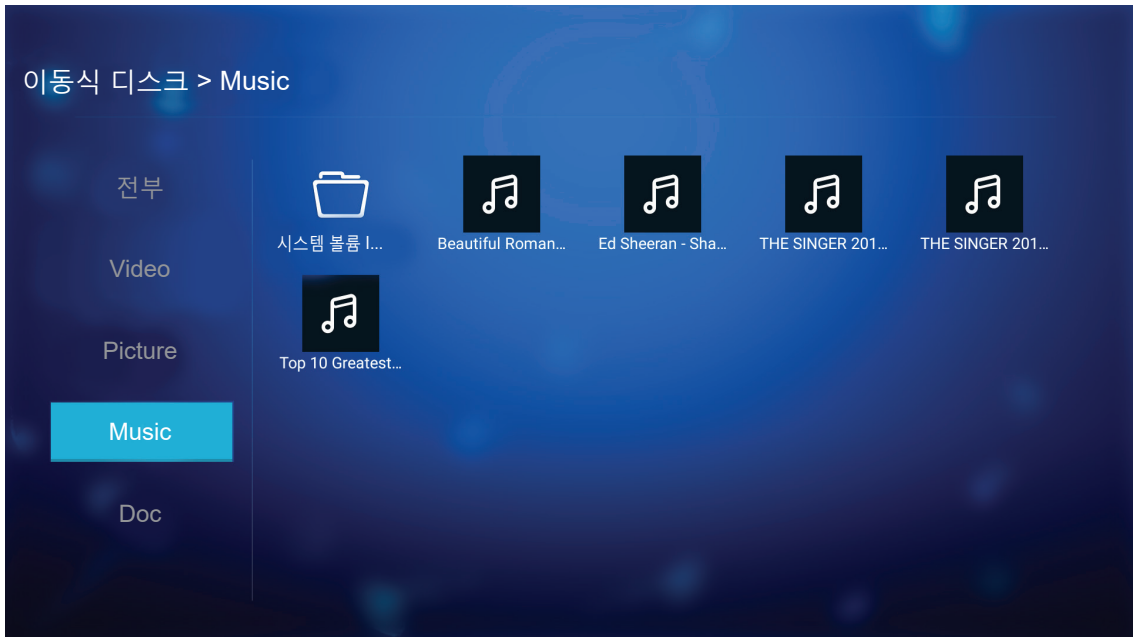 이동식 디스크 > Music
전부
Video
Picture
Music
Doc
시스템 볼륨 I...
Beautiful Roman...
Ed Sheeran - Sha...
THE SINGER 201...
THE SINGER 201...
Top 10 Greatest...